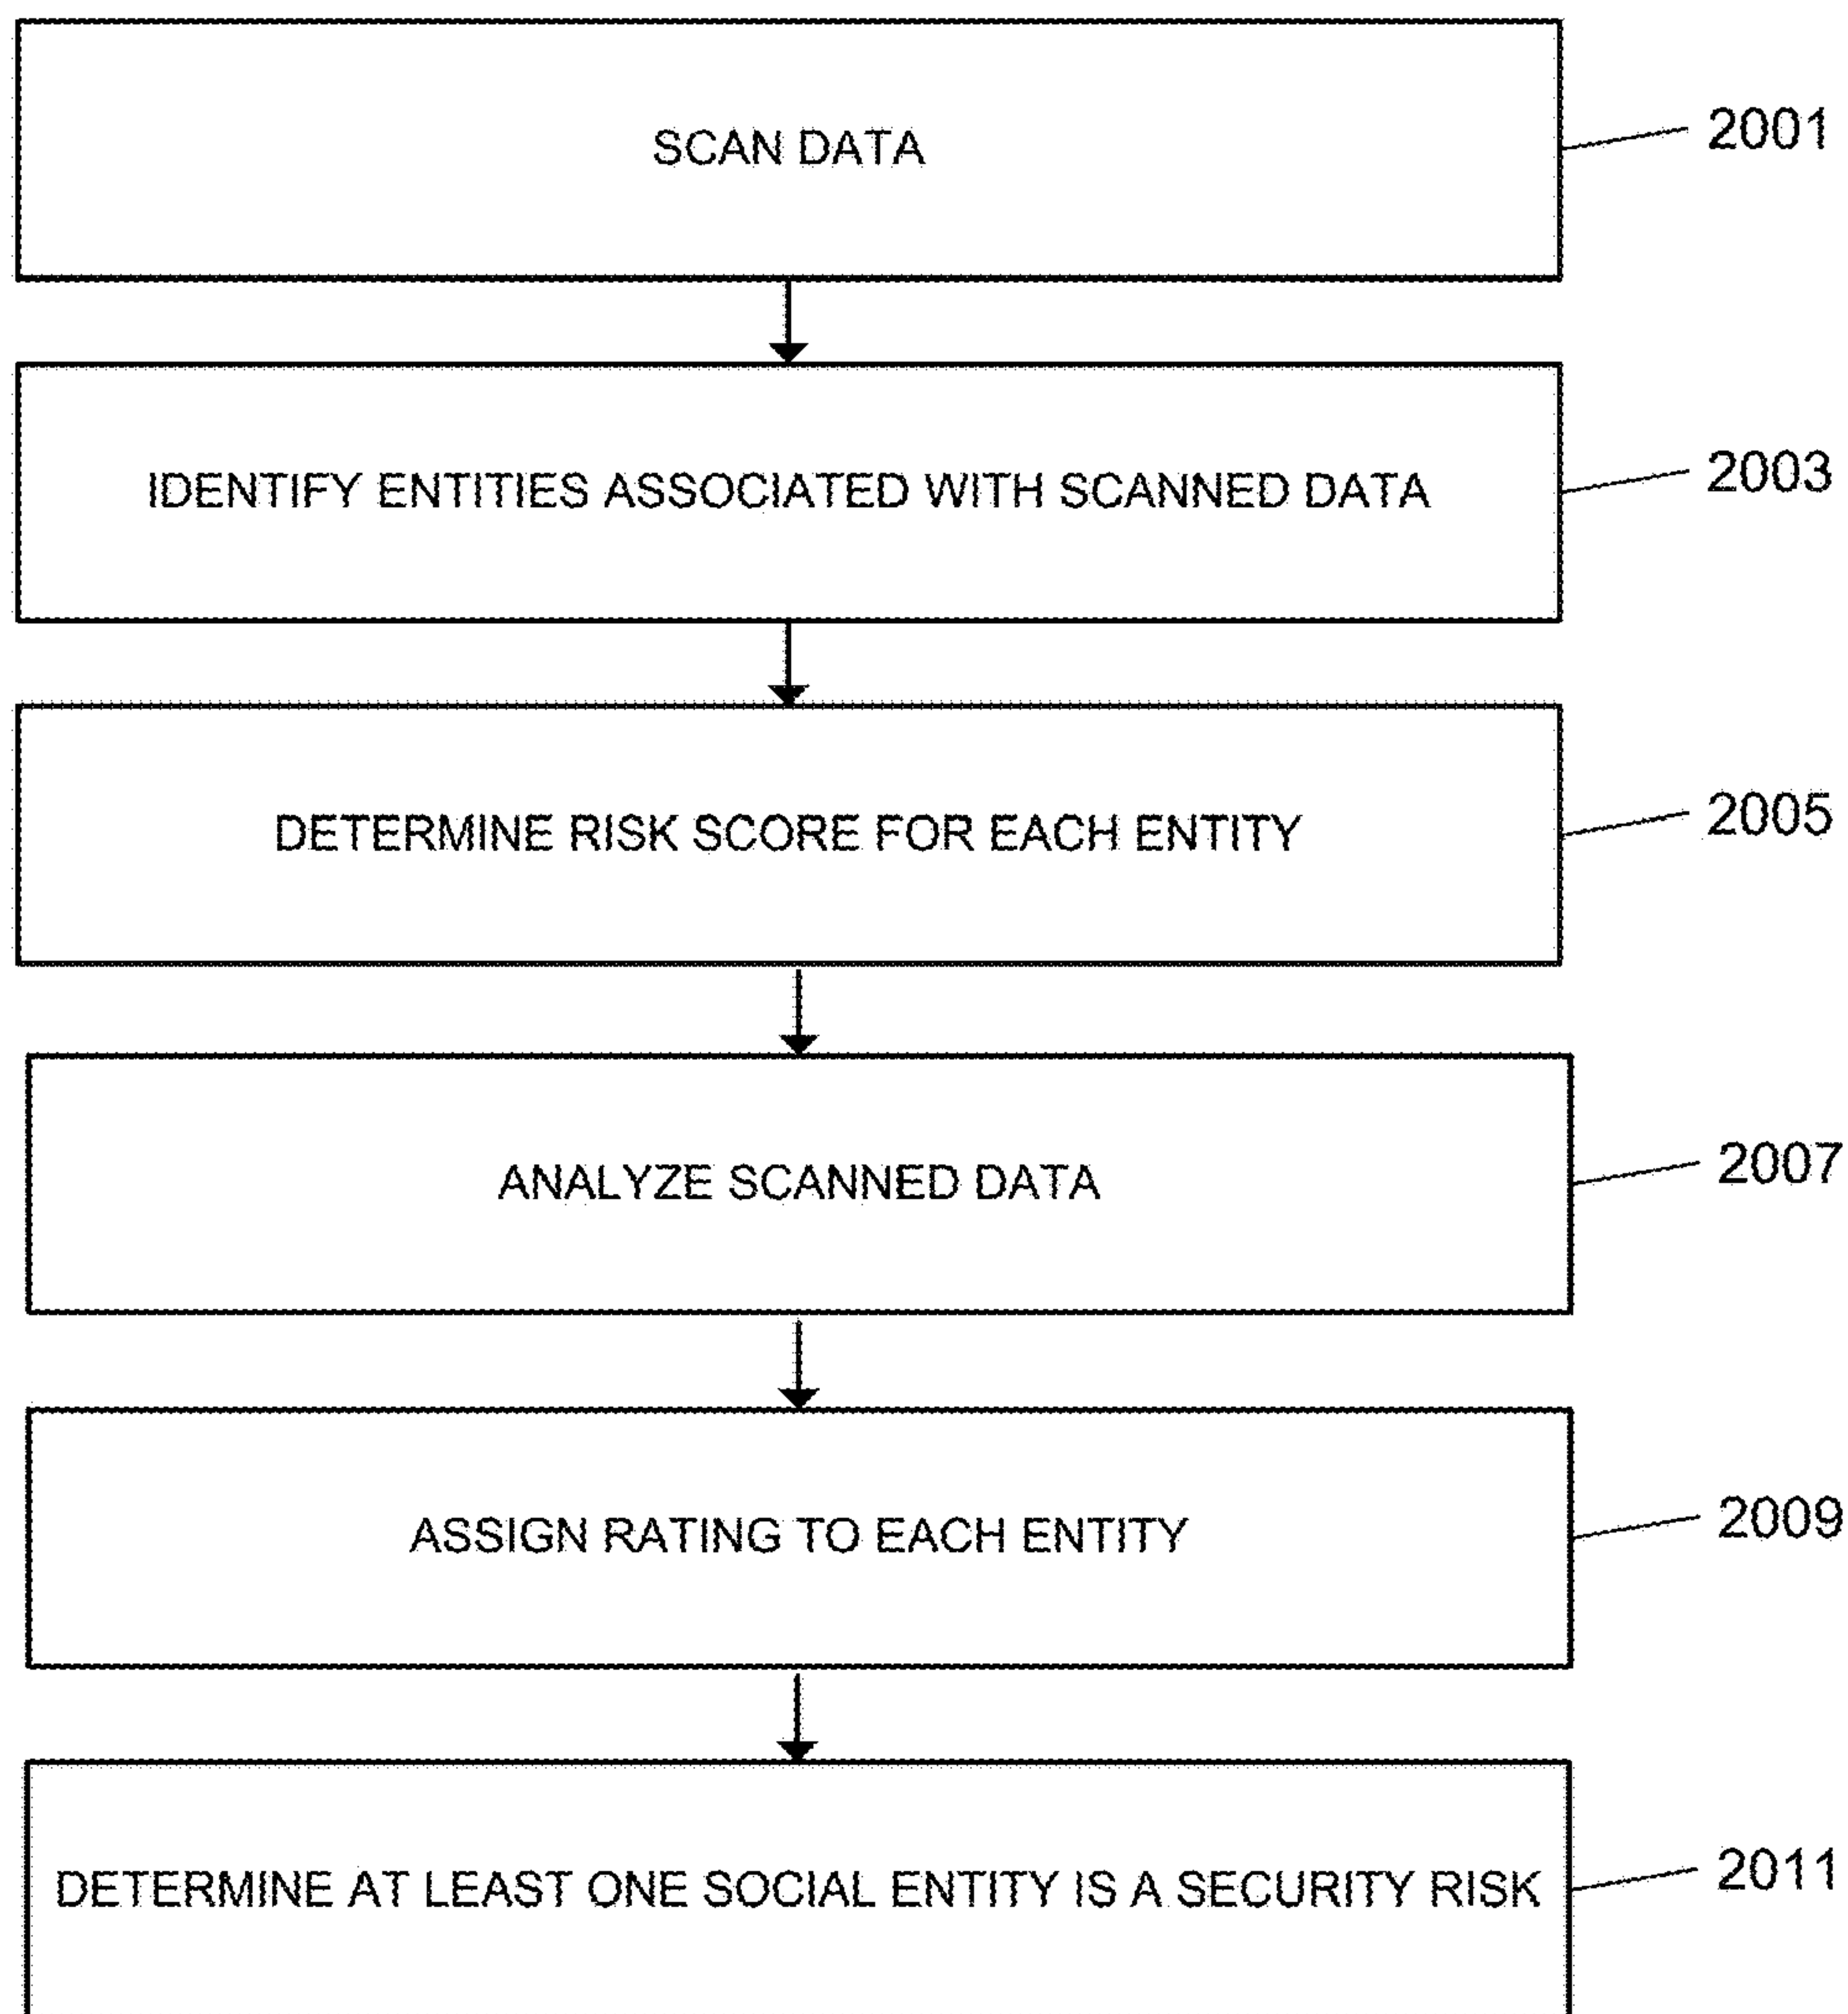 SCAN DATA
2001
IDENTIFY ENTITIES ASSOCIATED WITH SCANNED DATA
2003
DETERMINE RISK SCORE FOR EACH ENTITY
2005
ANALYZE SCANNED DATA
2007
ASSIGN RATING TO EACH ENTITY
2009
DETERMINE AT LEAST ONE SOCIAL ENTITY IS A SECURITY RISK
2011